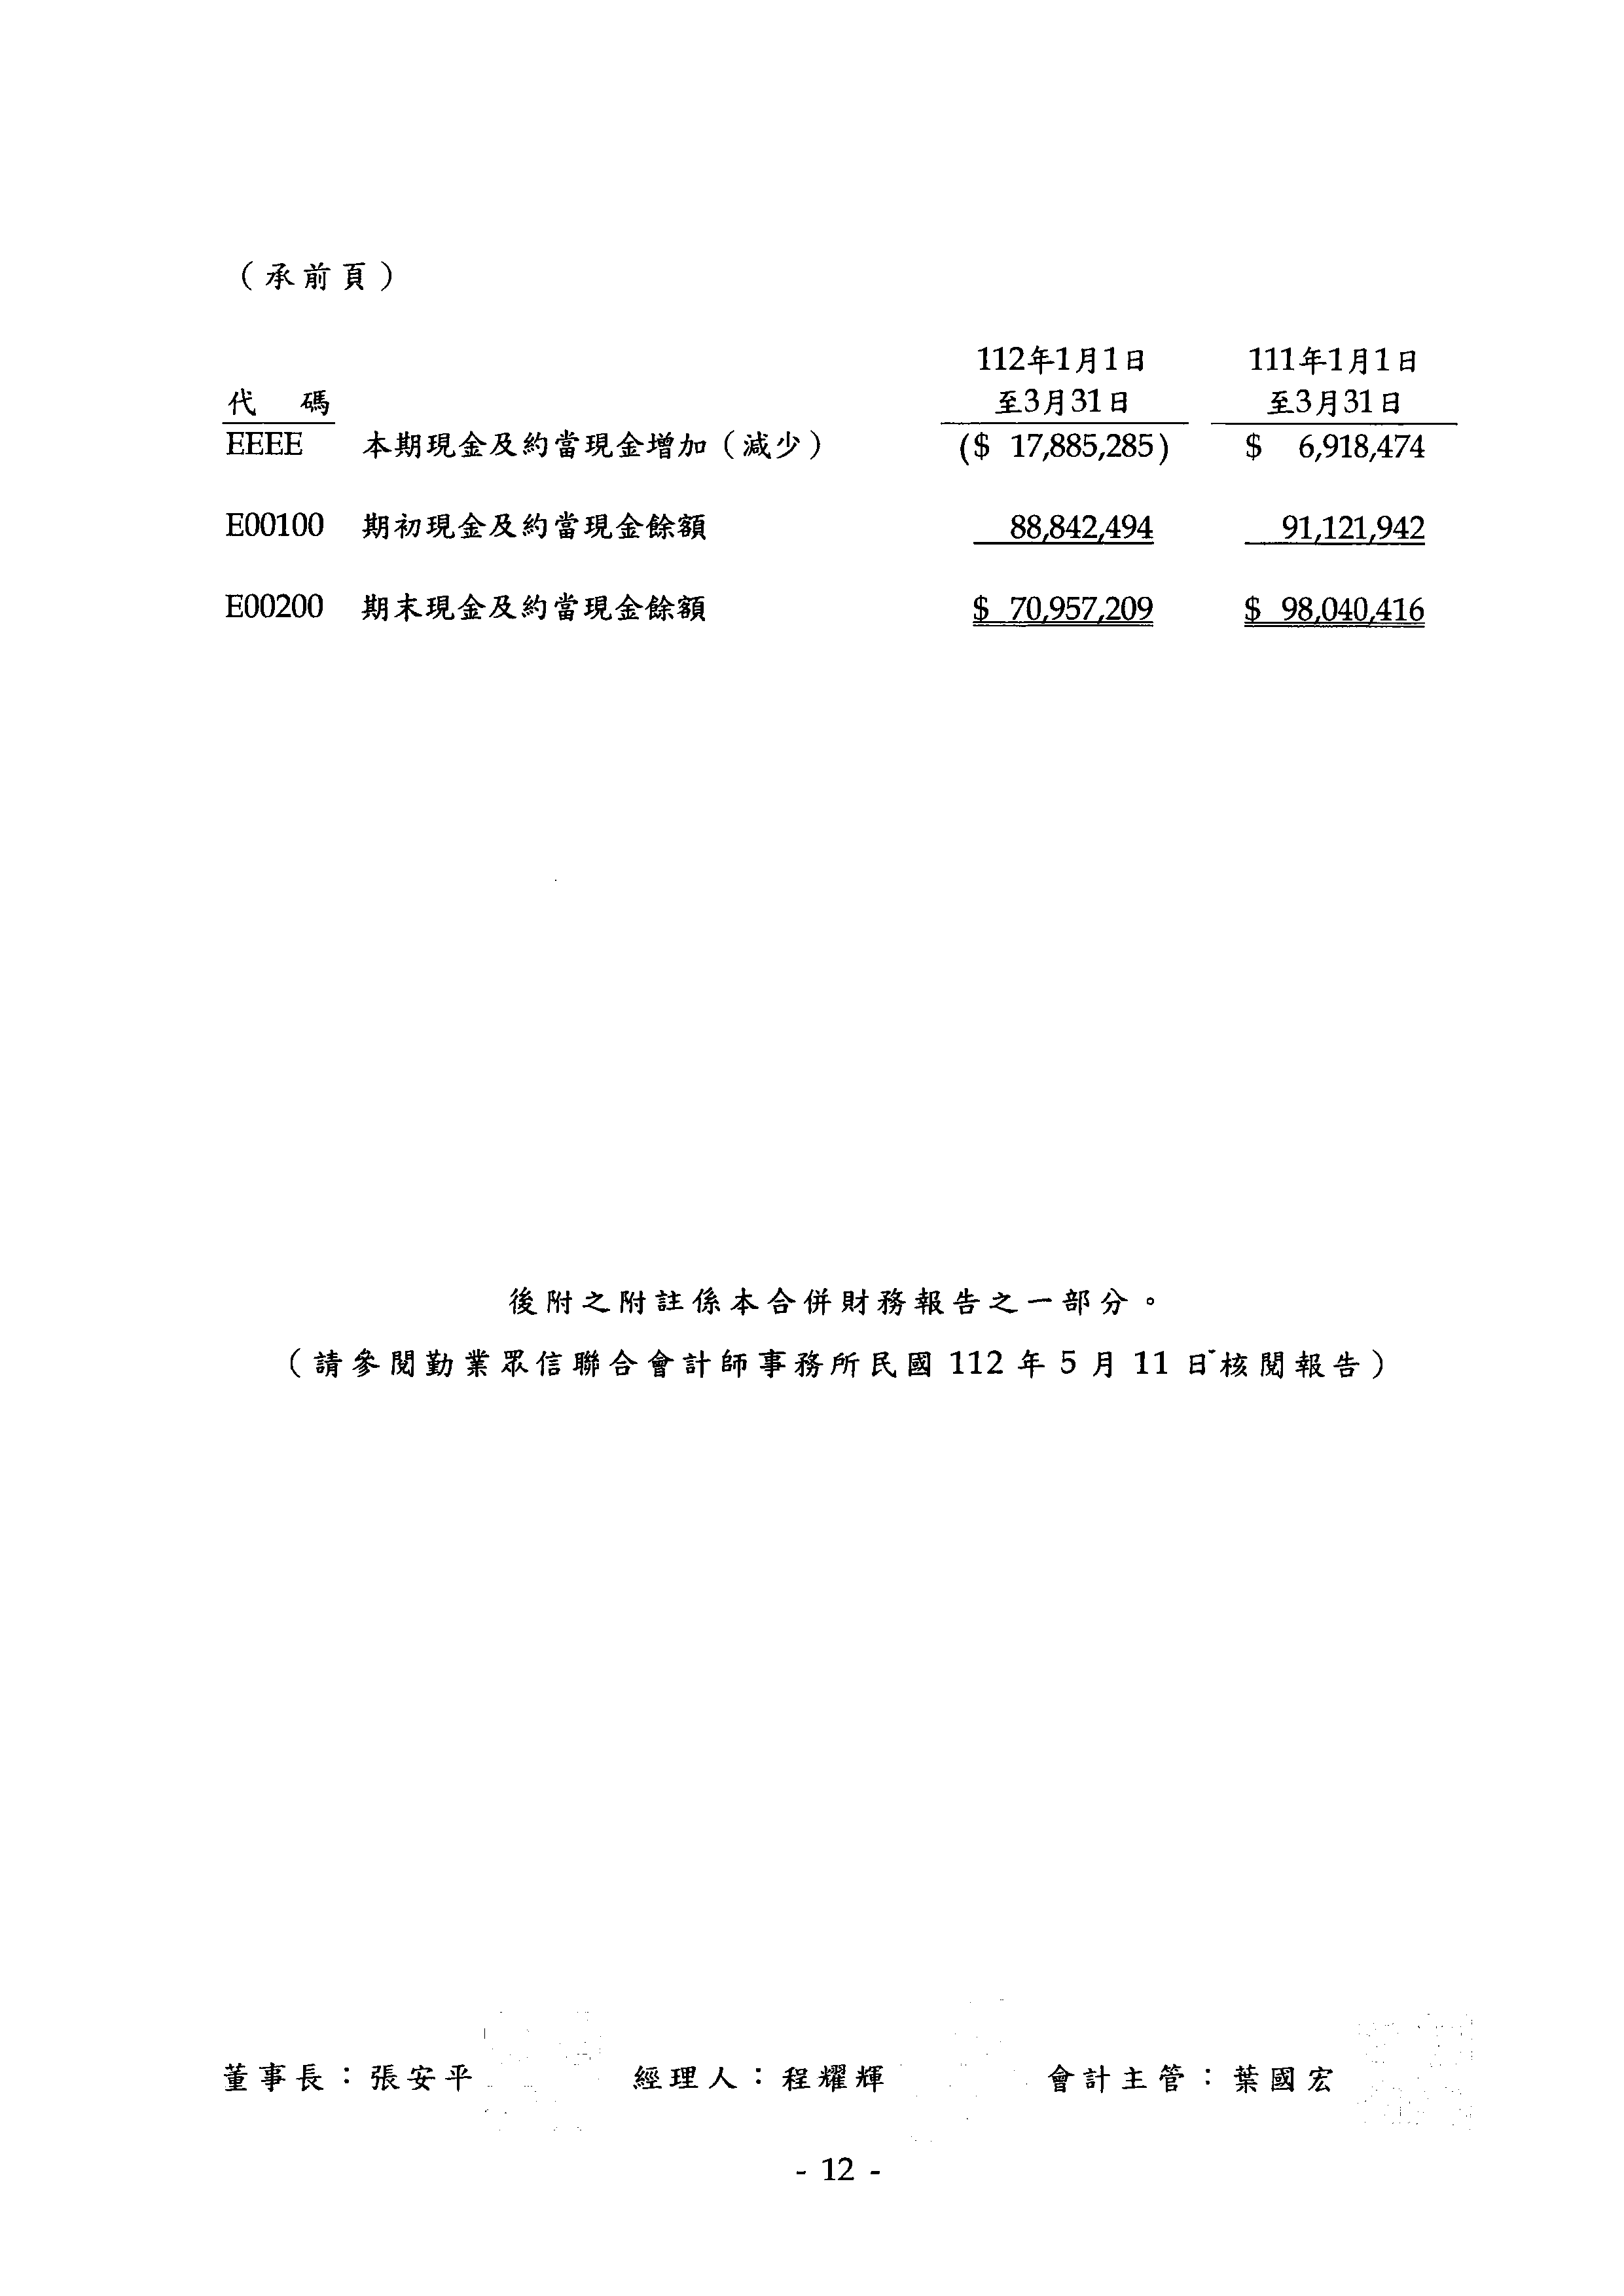 （承前頁）
112年1月1日 111年1月1日
代 碼 至3月31日 至3月31日
EEEE 本期現金及約當現金增加（減少） ($ 17,885,285) $ 6,918,474
E00100 期初現金及約當現金餘額 88,842,494 91,121,942
E00200 期末現金及約當現金餘額 $ 70,957,209 $ 98,040,416
後附之附註係本合併財務報告之一部分。
（請參閱勤業眾信聯合會計師事務所民國 112 年 5 月 11 日核閱報告）
董事長：張安平 經理人：程耀輝 會計主管：葉國宏
- 12 -